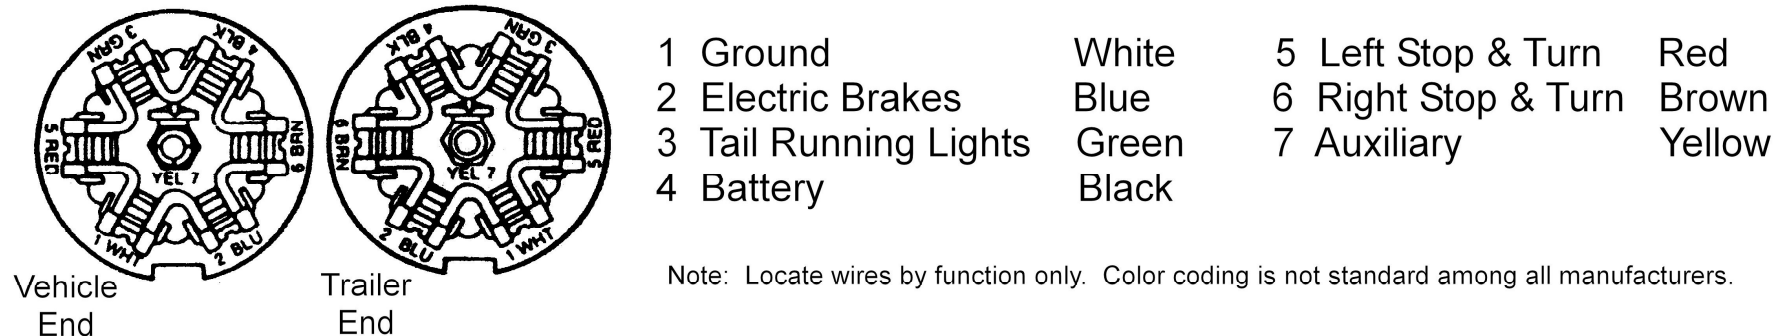 3 GRN
4 BLK
5 RED
6 BRN
YEL 7
1 WHT
2 BLU
Vehicle
End
4 BLK
3 GRN
6 BRN
5 RED
YEL 7
2 BLU
1 WHT
Trailer
End
1 Ground White 5 Left Stop & Turn Red
2 Electric Brakes Blue 6 Right Stop & Turn Brown
3 Tail Running Lights Green 7 Auxiliary Yellow
4 Battery Black
Note: Locate wires by function only. Color coding is not standard among all manufacturers.